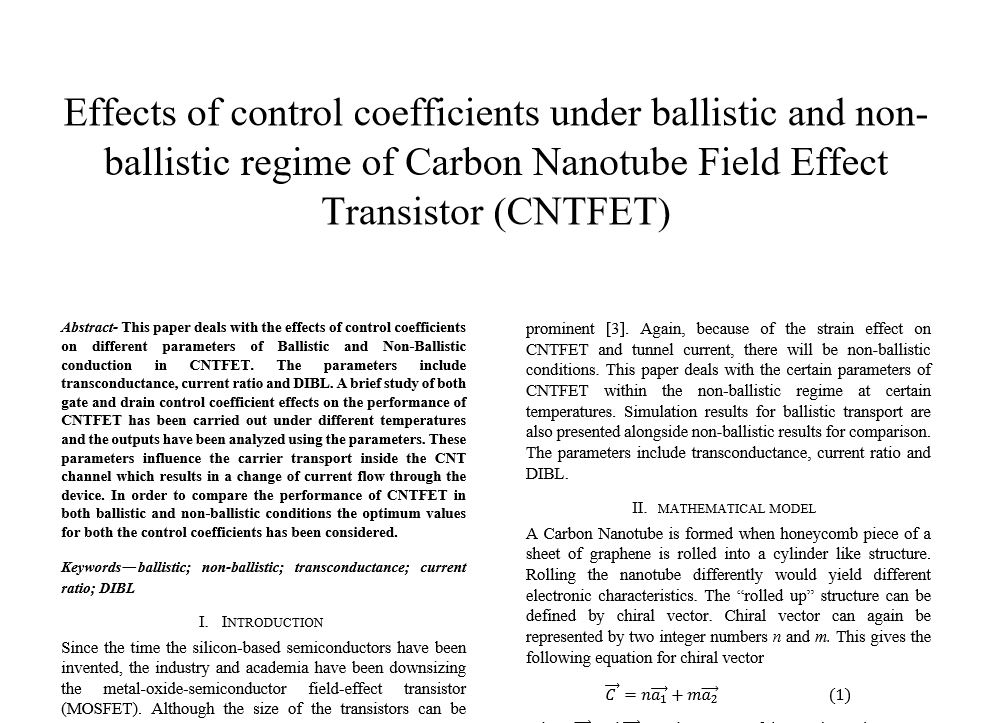 Effects of control coefficients under ballistic and non-
ballistic regime of Carbon Nanotube Field Effect
Transistor (CNTFET)
Abstract- This paper deals with the effects of control coefficients
on different parameters of Ballistic and Non-Ballistic
conduction in CNTFET. The parameters include
transconductance, current ratio and DIBL. A brief study of both
gate and drain control coefficient effects on the performance of
CNTFET has been carried out under different temperatures
and the outputs have been analyzed using the parameters. These
parameters influence the carrier transport inside the CNT
channel which results in a change of current flow through the
device. In order to compare the performance of CNTFET in
both ballistic and non-ballistic conditions the optimum values
for both the control coefficients has been considered.
Keywords—ballistic; non-ballistic; transconductance; current
ratio; DIBL
I. INTRODUCTION
Since the time the silicon-based semiconductors have been
invented, the industry and academia have been downsizing
the metal-oxide-semiconductor field-effect transistor
(MOSFET). Although the size of the transistors can be
prominent [3]. Again, because of the strain effect on
CNTFET and tunnel current, there will be non-ballistic
conditions. This paper deals with the certain parameters of
CNTFET within the non-ballistic regime at certain
temperatures. Simulation results for ballistic transport are
also presented alongside non-ballistic results for comparison.
The parameters include transconductance, current ratio and
DIBL.
II. MATHEMATICAL MODEL
A Carbon Nanotube is formed when honeycomb piece of a
sheet of graphene is rolled into a cylinder like structure.
Rolling the nanotube differently would yield different
electronic characteristics. The “rolled up” structure can be
defined by chiral vector. Chiral vector can again be
represented by two integer numbers n and m. This gives the
following equation for chiral vector
C⃗ = na₁⃗ + ma₂⃗ (1)